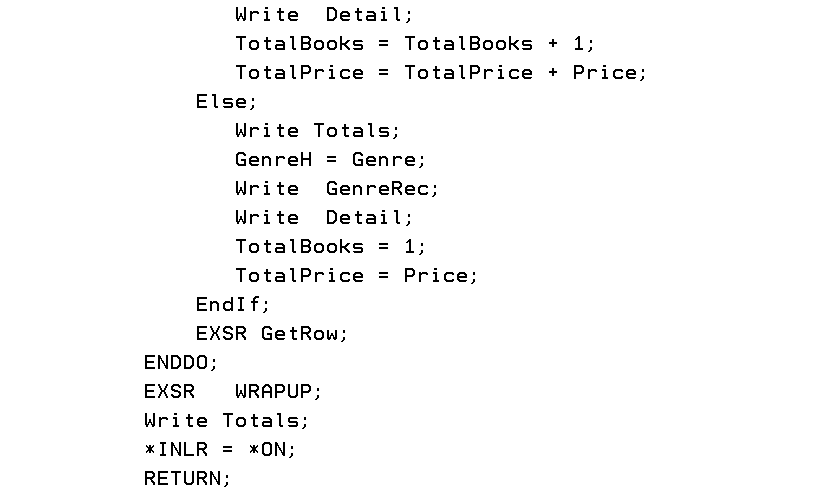 Write  Detail;
TotalBooks = TotalBooks + 1;
TotalPrice = TotalPrice + Price;
Else;
Write Totals;
GenreH = Genre;
Write  GenreRec;
Write  Detail;
TotalBooks = 1;
TotalPrice = Price;
EndIf;
EXSR GetRow;
ENDDO;
EXSR   WRAPUP;
Write Totals;
*INLR = *ON;
RETURN;